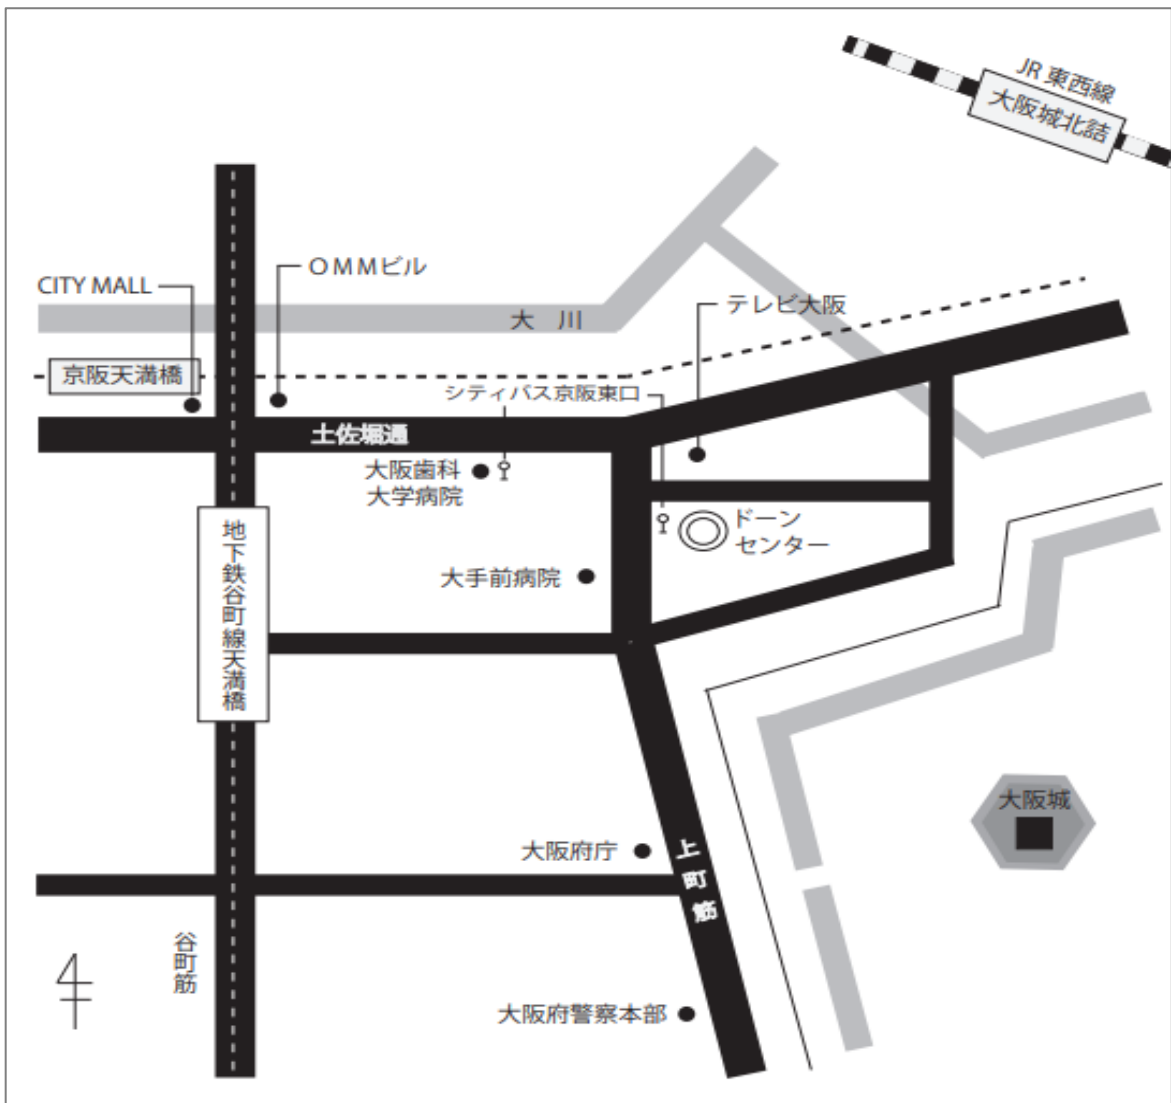 JR 東西線
大阪城北詰
OMMビル
CITY MALL
テレビ大阪
大 川
京阪天満橋
シティバス京阪東口
土佐堀通
大阪歯科
大学病院
ドーン
センター
地下鉄谷町線天満橋
大手前病院
大阪城
大阪府庁
上町筋
谷町筋
大阪府警察本部